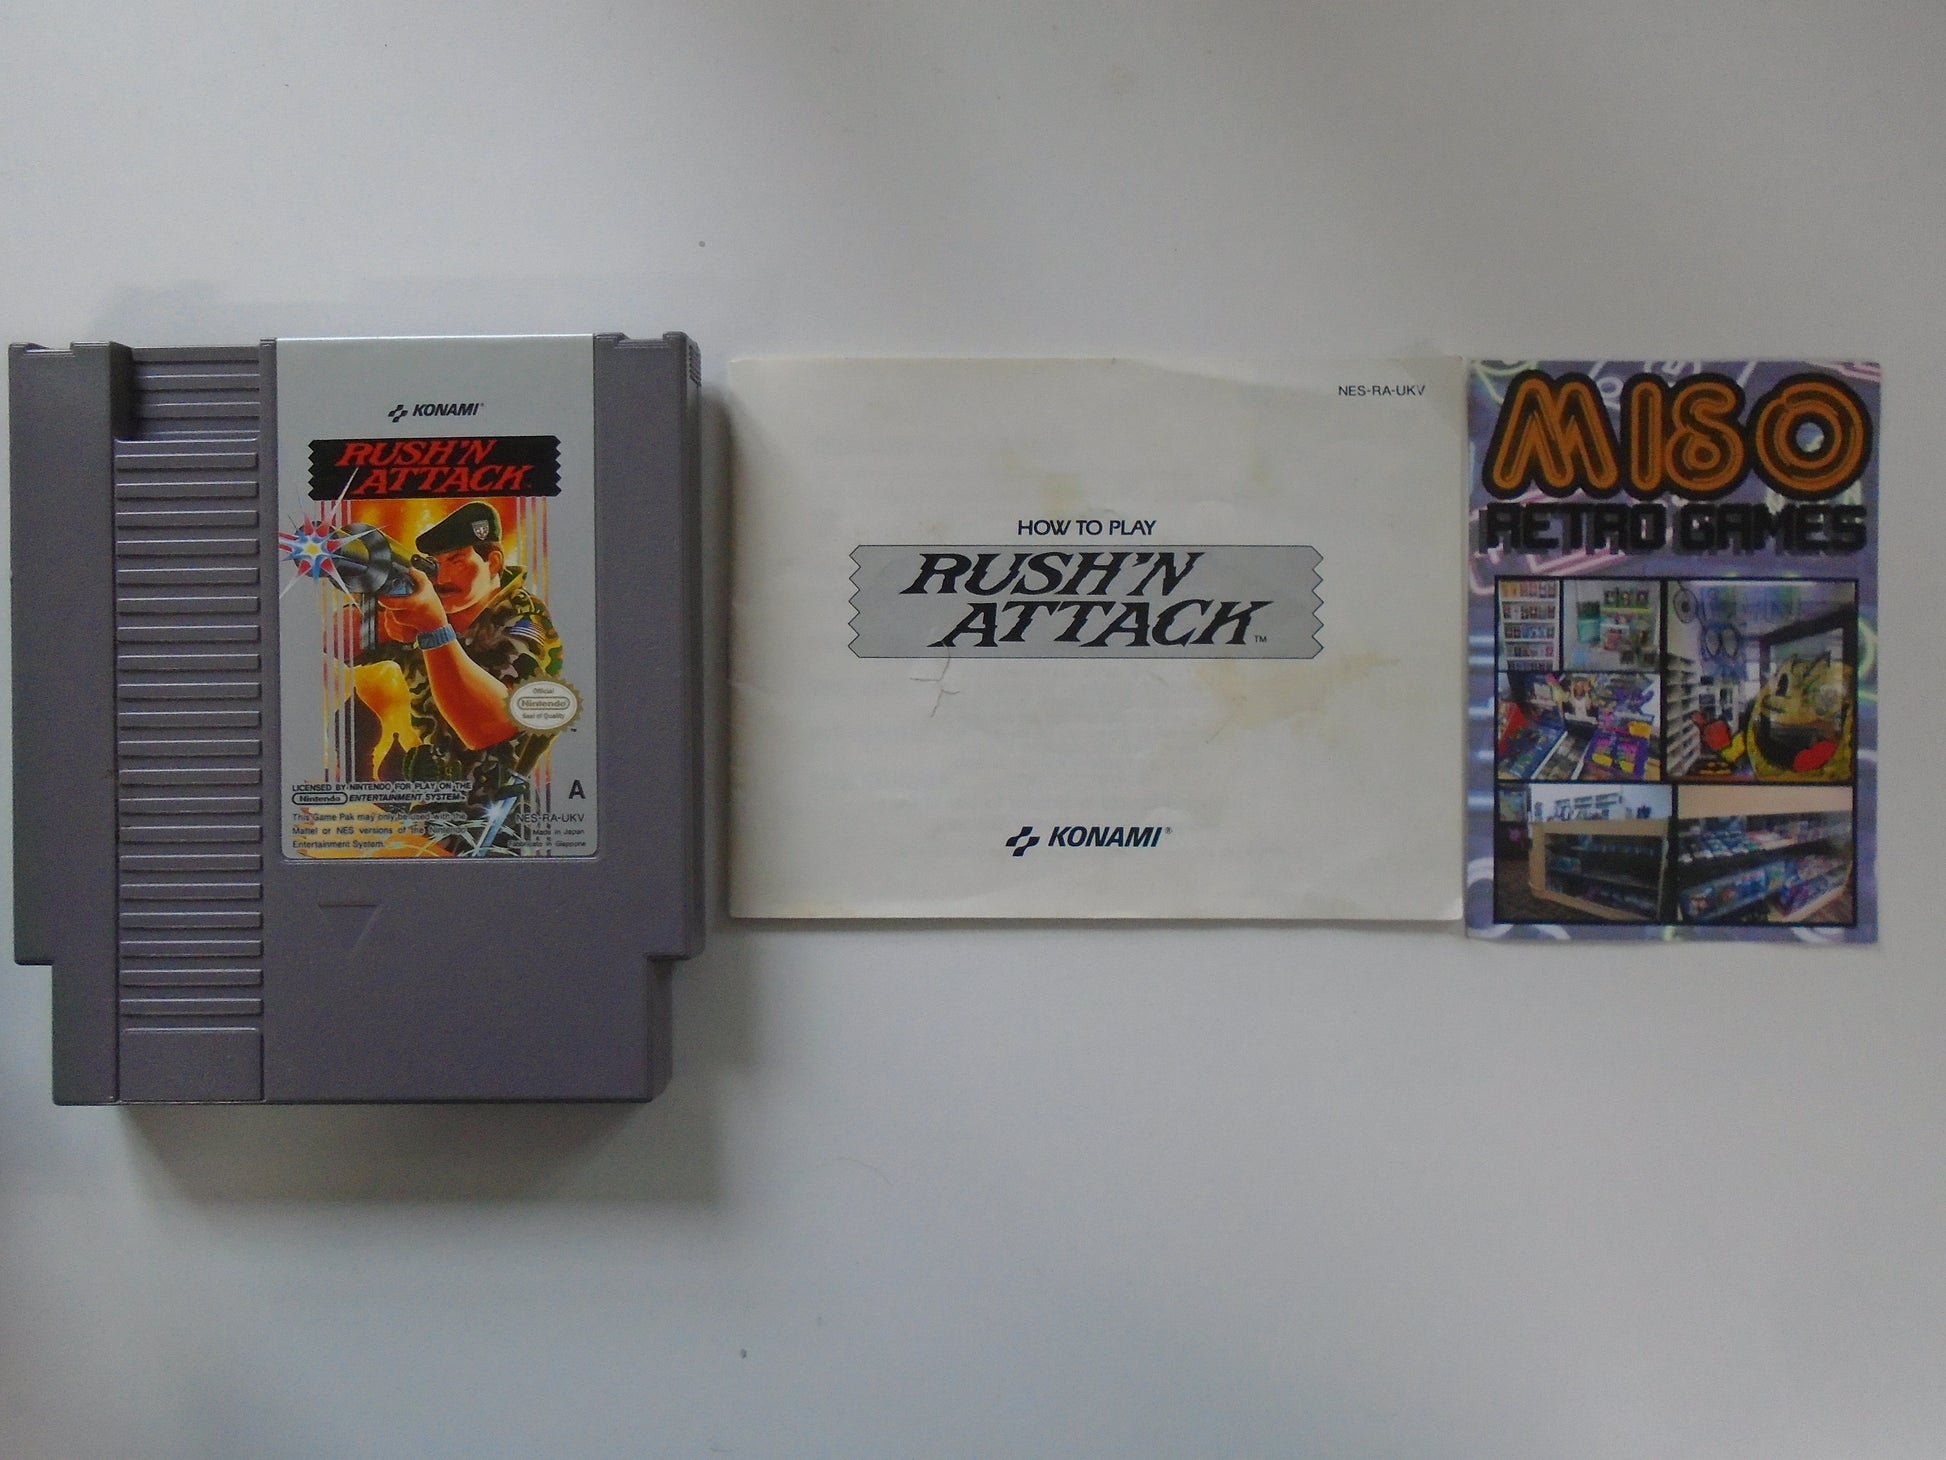 KONAMI®
RUSH'N
ATTACK
Official
Nintendo
Seal of Quality
LICENSED BY NINTENDO FOR PLAY ON THE
Nintendo ENTERTAINMENT SYSTEM™
A
This Game Pak may only be used with the
Mattel or NES versions of the Nintendo
Entertainment System.
NES-RA-UKV
Made in Japan
Fabbricato in Giappone
NES-RA-UKV
HOW TO PLAY
RUSH'N
ATTACK™
KONAMI®
MISO
RETRO GAMES